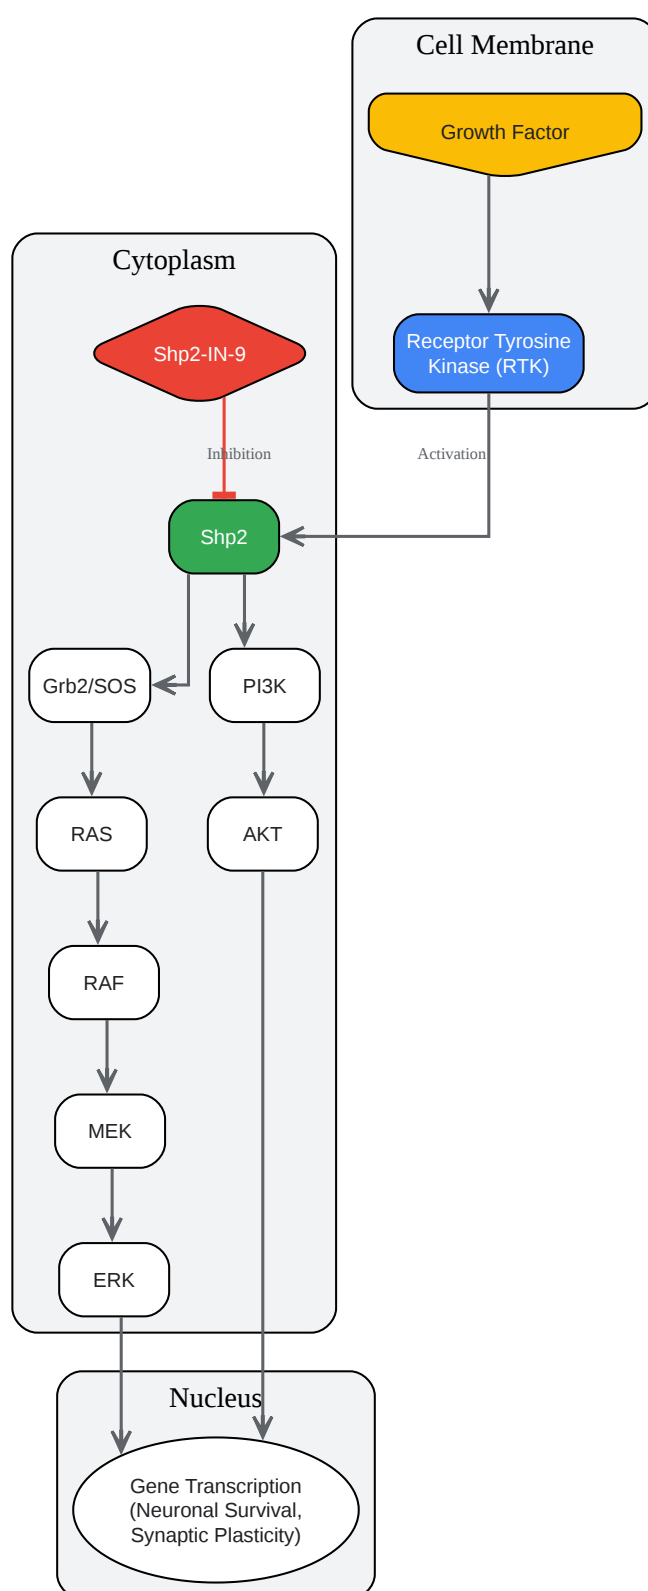 Cell Membrane
Growth Factor
Receptor Tyrosine
Kinase (RTK)
Cytoplasm
Shp2-IN-9
Inhibition
Activation
Shp2
Grb2/SOS
PI3K
RAS
AKT
RAF
MEK
ERK
Nucleus
Gene Transcription
(Neuronal Survival,
Synaptic Plasticity)